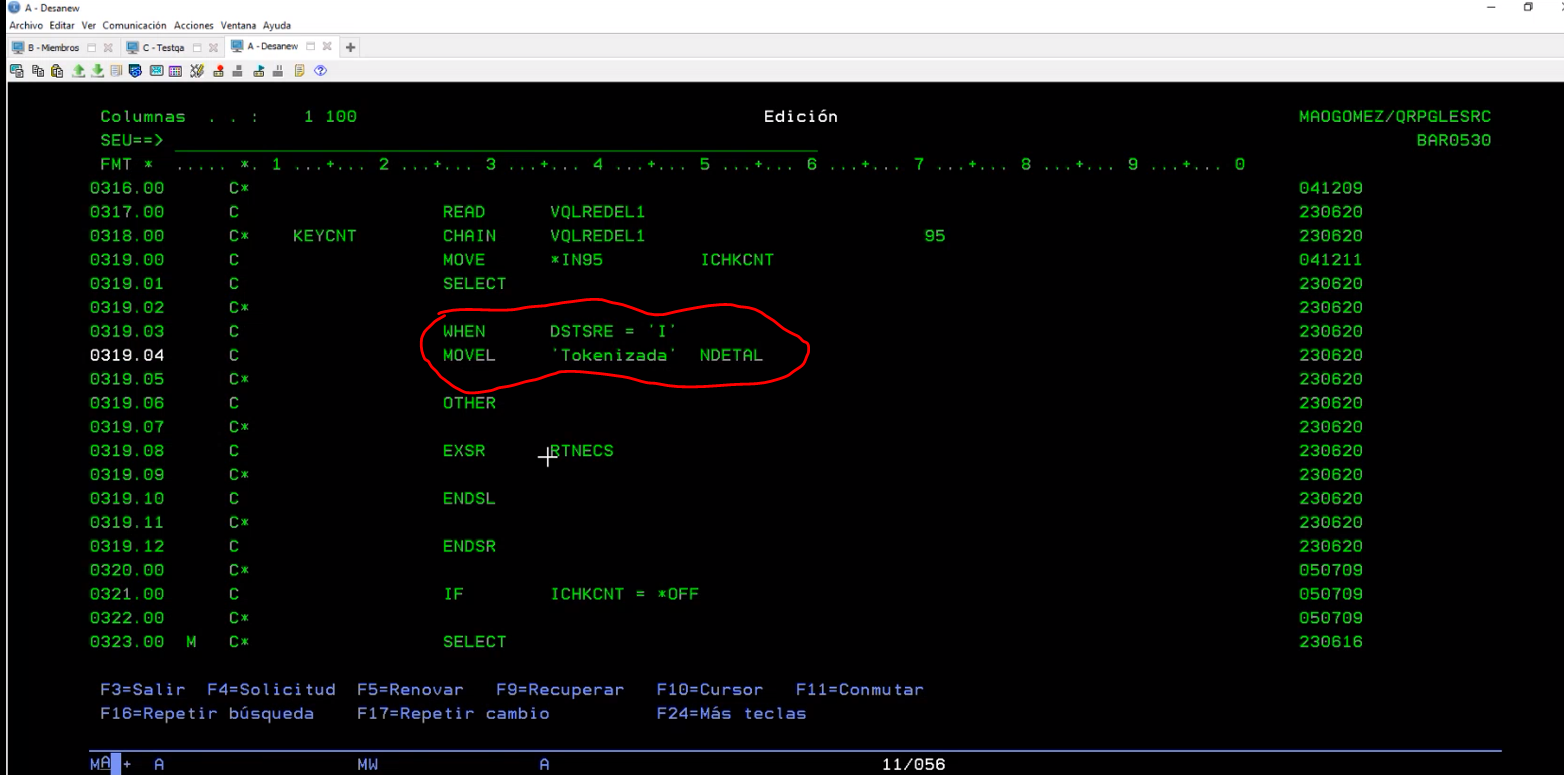 A - Desanew
Archivo Editar Ver Comunicación Acciones Ventana Ayuda
B - Miembros C - Testqa A - Desanew
Columnas . . : 1 100 Edición MAOGOMEZ/QRPGLESRC
SEU==> BAR0530
FMT * ..... *. 1 ...+... 2 ...+... 3 ...+... 4 ...+... 5 ...+... 6 ...+... 7 ...+... 8 ...+... 9 ...+... 0
0316.00 C* 041209
0317.00 C READ VQLREDEL1 230620
0318.00 C* KEYCNT CHAIN VQLREDEL1 95 230620
0319.00 C MOVE *IN95 ICHKCNT 041211
0319.01 C SELECT 230620
0319.02 C* 230620
0319.03 C WHEN DSTSRE = 'I' 230620
0319.04 C MOVEL 'Tokenizada' NDETAL 230620
0319.05 C* 230620
0319.06 C OTHER 230620
0319.07 C* 230620
0319.08 C EXSR RTNECS 230620
0319.09 C* 230620
0319.10 C ENDSL 230620
0319.11 C* 230620
0319.12 C ENDSR 230620
0320.00 C* 050709
0321.00 C IF ICHKCNT = *OFF 050709
0322.00 C* 050709
0323.00 M C* SELECT 230616
F3=Salir F4=Solicitud F5=Renovar F9=Recuperar F10=Cursor F11=Conmutar
F16=Repetir búsqueda F17=Repetir cambio F24=Más teclas
MA + A MW A 11/056